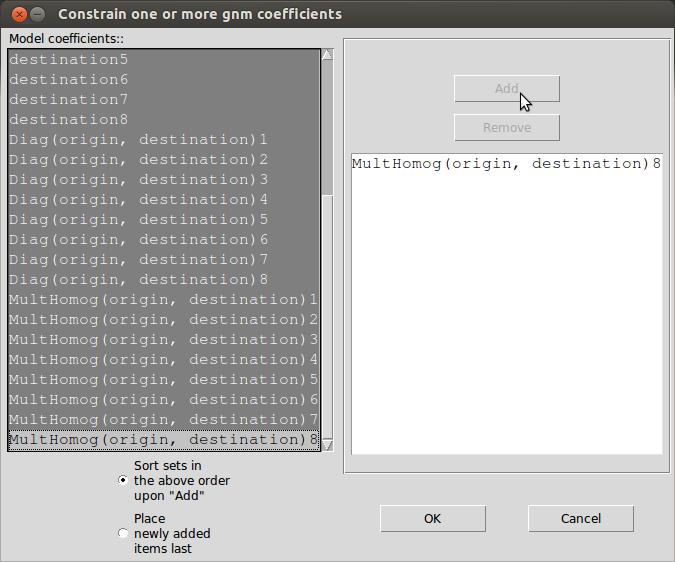 Constrain one or more gnm coefficients
Model coefficients::
destination5
destination6
destination7
destination8
Diag(origin, destination)1
Diag(origin, destination)2
Diag(origin, destination)3
Diag(origin, destination)4
Diag(origin, destination)5
Diag(origin, destination)6
Diag(origin, destination)7
Diag(origin, destination)8
MultHomog(origin, destination)1
MultHomog(origin, destination)2
MultHomog(origin, destination)3
MultHomog(origin, destination)4
MultHomog(origin, destination)5
MultHomog(origin, destination)6
MultHomog(origin, destination)7
MultHomog(origin, destination)8
Sort sets in
the above order
upon "Add"
Place
newly added
items last
Add
Remove
MultHomog(origin, destination)8
OK
Cancel